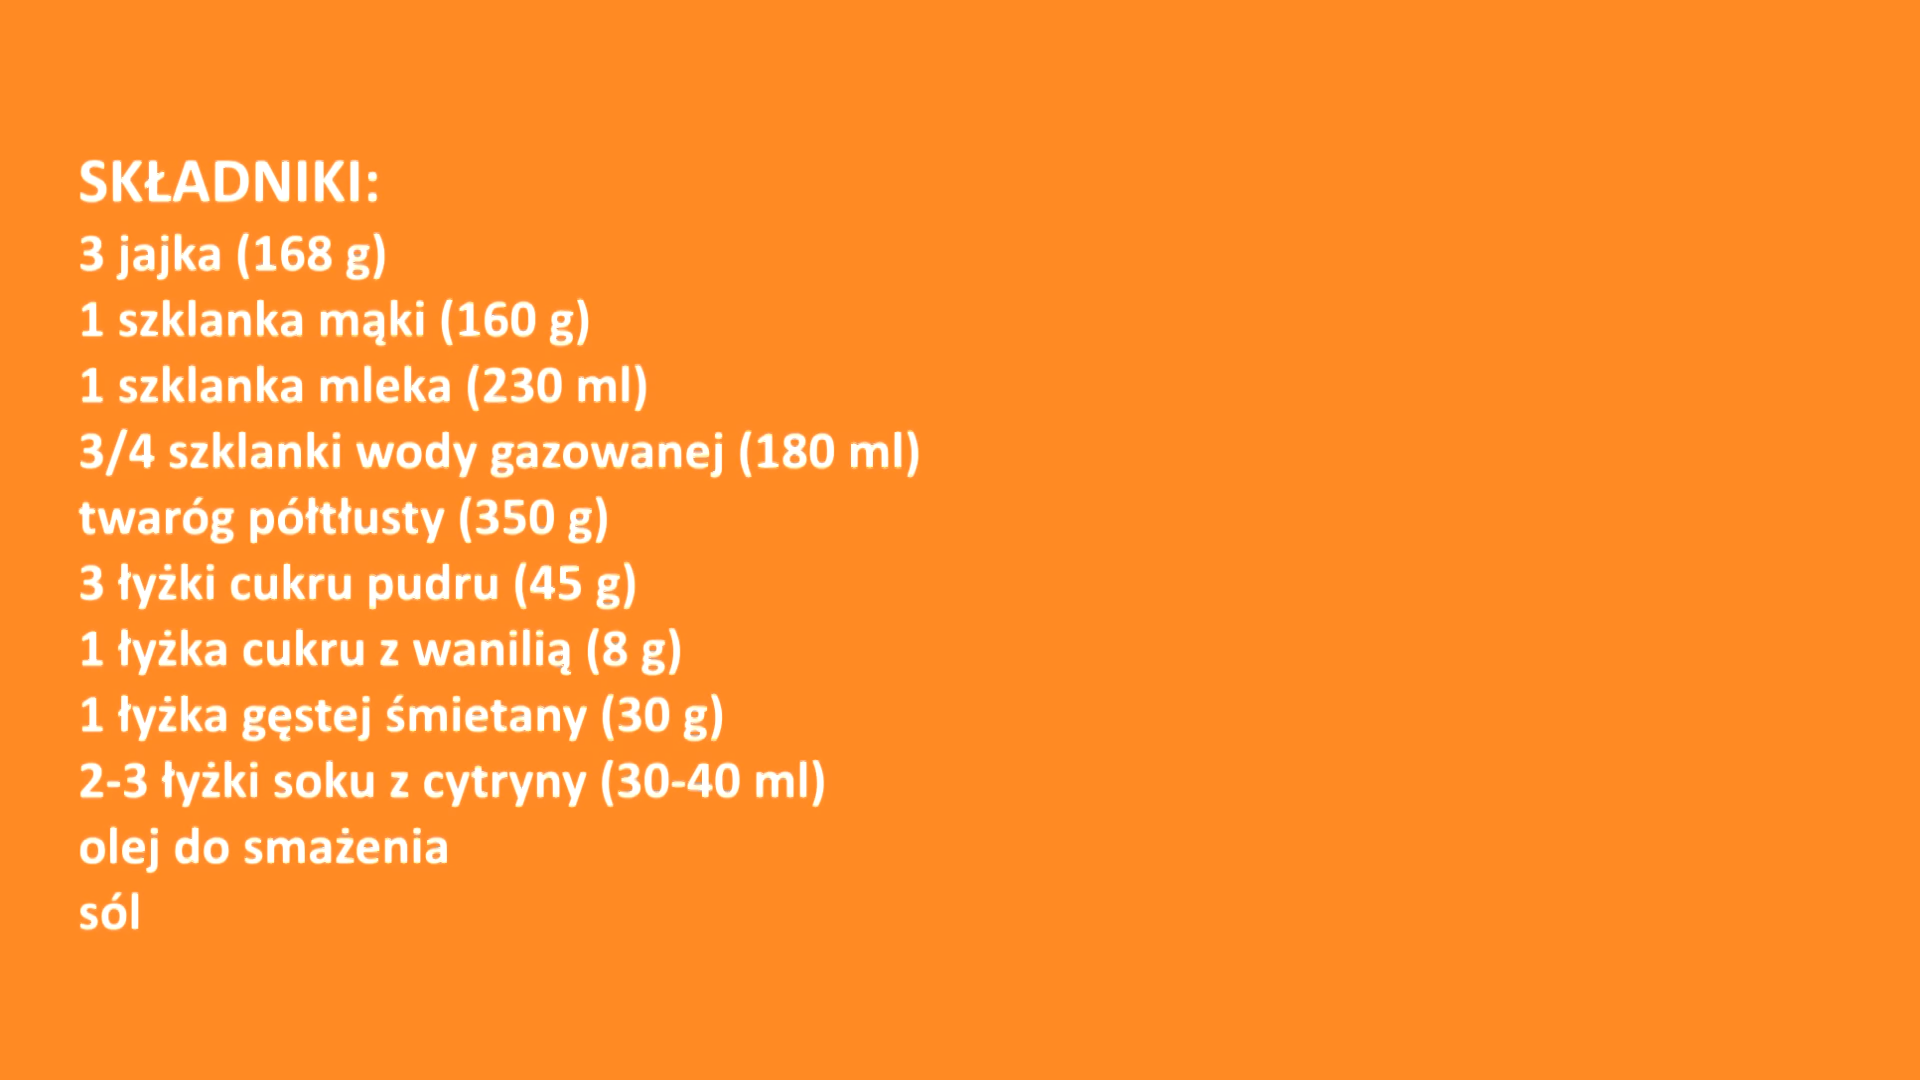 SKŁADNIKI:
3 jajka (168 g)
1 szklanka mąki (160 g)
1 szklanka mleka (230 ml)
3/4 szklanki wody gazowanej (180 ml)
twaróg półtłusty (350 g)
3 łyżki cukru pudru (45 g)
1 łyżka cukru z wanilią (8 g)
1 łyżka gęstej śmietany (30 g)
2-3 łyżki soku z cytryny (30-40 ml)
olej do smażenia
sól